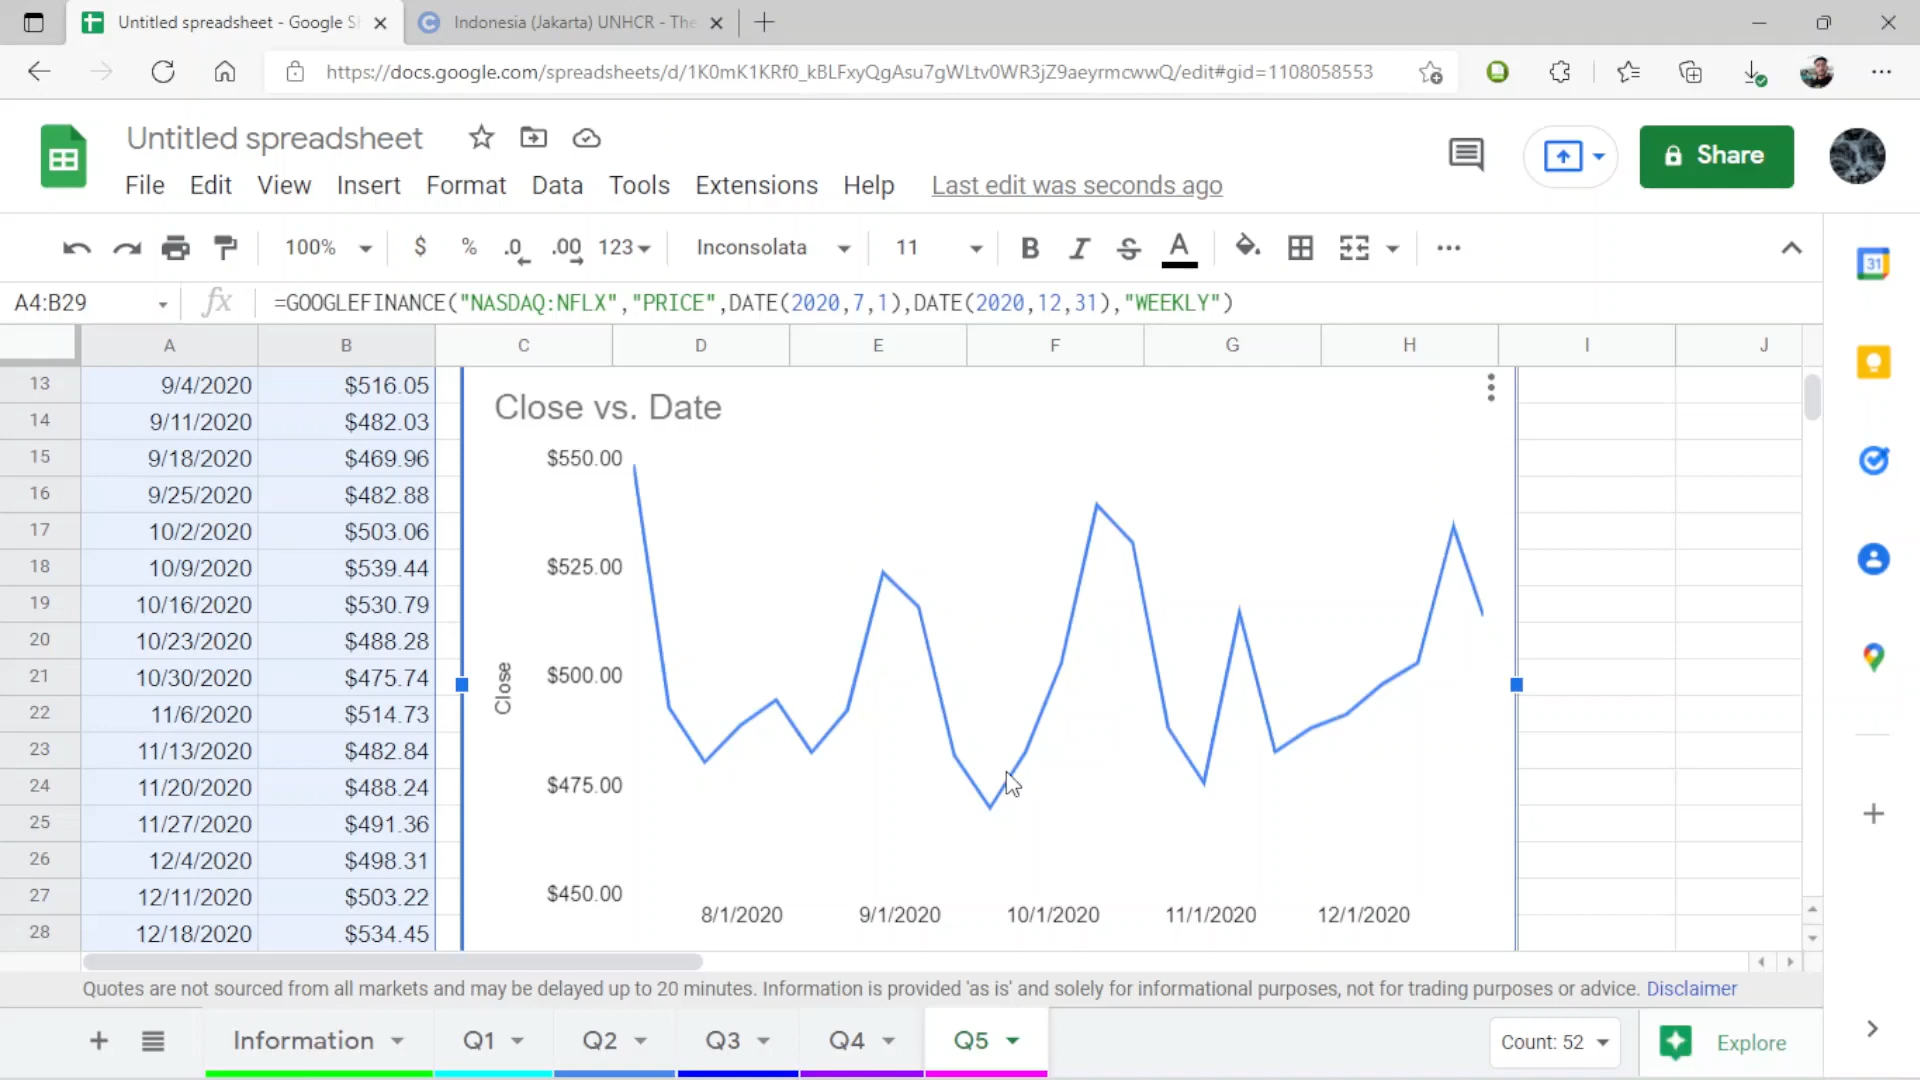 Untitled spreadsheet - Google Sh
Indonesia (Jakarta) UNHCR - The
https://docs.google.com/spreadsheets/d/1K0mK1KRf0_kBLFxyQgAsu7gWLtv0WR3jZ9aeyrmcwwQ/edit#gid=1108058553
Untitled spreadsheet
Share
File Edit View Insert Format Data Tools Extensions Help Last edit was seconds ago
100% $ % .0 .00 123 Inconsolata 11 B I S A
31
A4:B29 fx =GOOGLEFINANCE("NASDAQ:NFLX","PRICE",DATE(2020,7,1),DATE(2020,12,31),"WEEKLY")
A B C D E F G H I J
13 9/4/2020 $516.05
14 9/11/2020 $482.03
15 9/18/2020 $469.96
16 9/25/2020 $482.88
17 10/2/2020 $503.06
18 10/9/2020 $539.44
19 10/16/2020 $530.79
20 10/23/2020 $488.28
21 10/30/2020 $475.74
22 11/6/2020 $514.73
23 11/13/2020 $482.84
24 11/20/2020 $488.24
25 11/27/2020 $491.36
26 12/4/2020 $498.31
27 12/11/2020 $503.22
28 12/18/2020 $534.45
Close vs. Date
$550.00
$525.00
$500.00
$475.00
$450.00
Close
8/1/2020 9/1/2020 10/1/2020 11/1/2020 12/1/2020
Quotes are not sourced from all markets and may be delayed up to 20 minutes. Information is provided 'as is' and solely for informational purposes, not for trading purposes or advice. Disclaimer
Information Q1 Q2 Q3 Q4 Q5 Count: 52 Explore